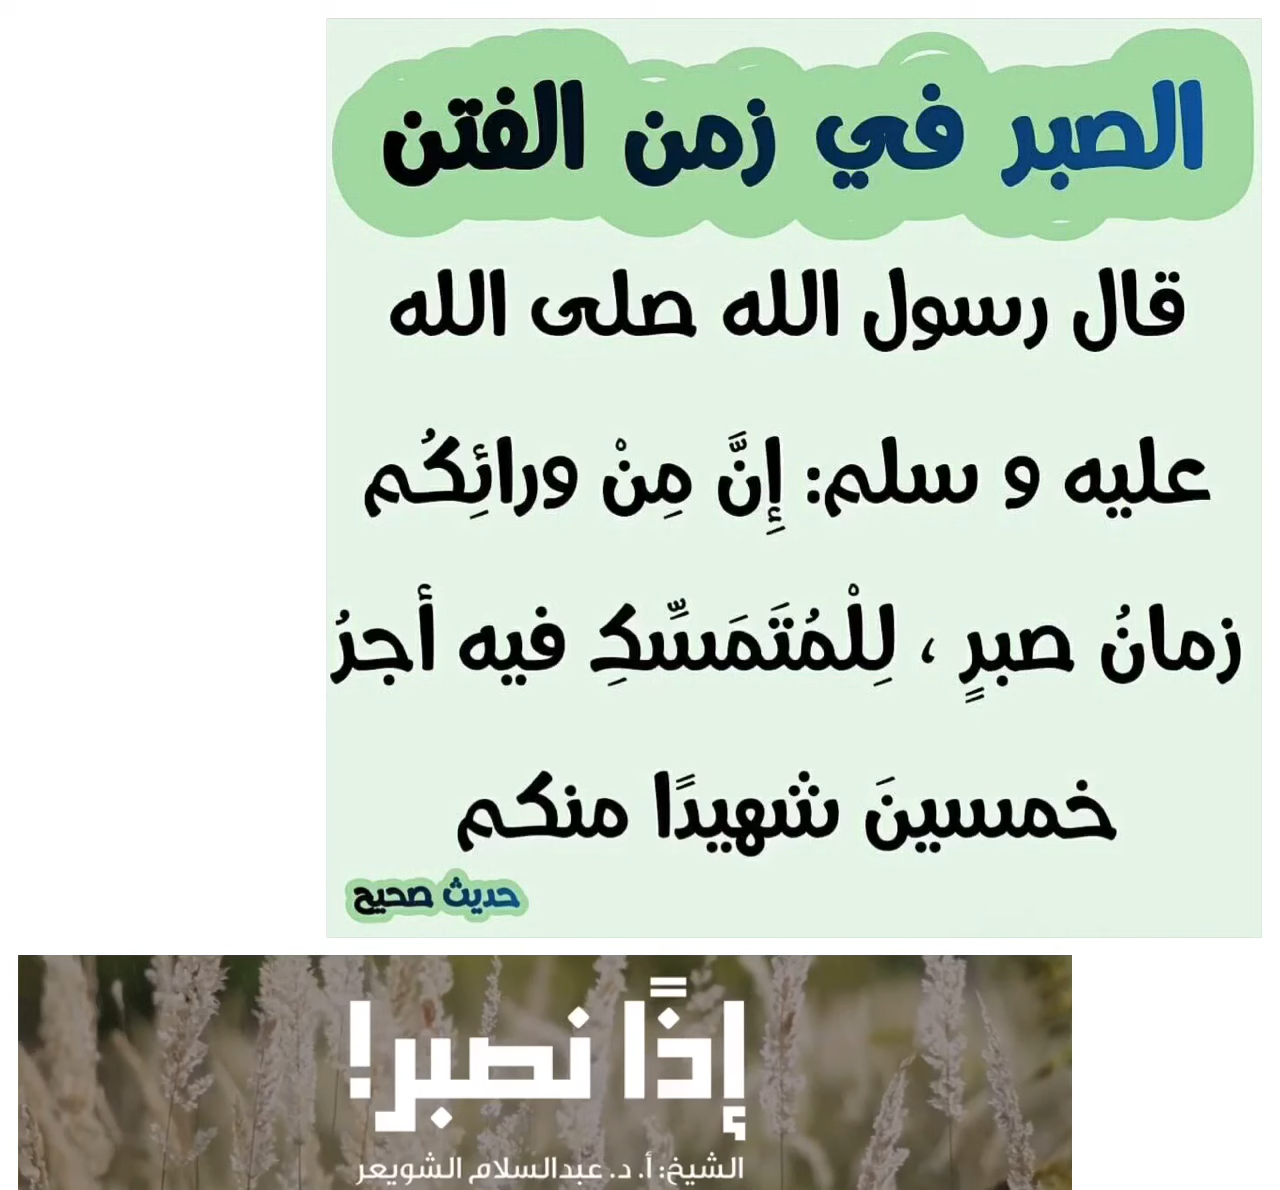 الصبر في زمن الفتن
قال رسول الله صلى الله
عليه و سلم: إِنَّ مِنْ ورائِكُم
زمانُ صبرٍ ، لِلْمُتَمَسِّكِ فيه أجرُ
خمسينَ شهيدًا منكم
حديث صحيح
إذًا نصبر!
الشيخ: أ. د. عبدالسلام الشويعر